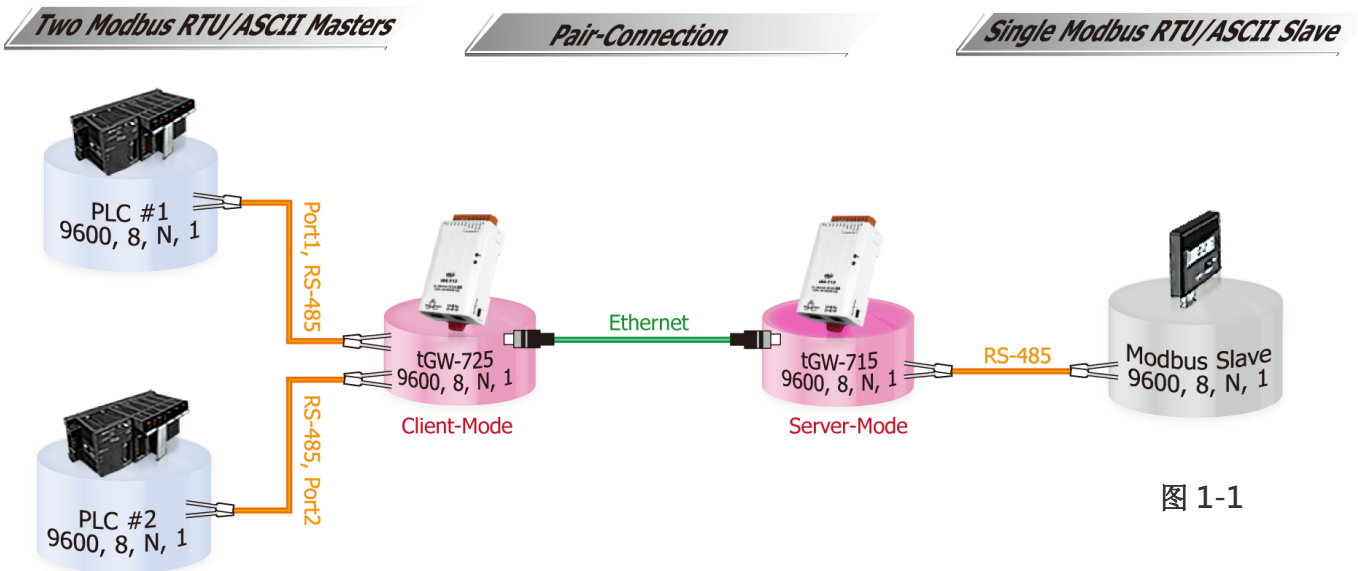 Two Modbus RTU/ASCII Masters
Pair-Connection
Single Modbus RTU/ASCII Slave
PLC #1
9600, 8, N, 1
Port1, RS-485
tGW-725
9600, 8, N, 1
Client-Mode
Ethernet
tGW-715
9600, 8, N, 1
Server-Mode
RS-485
Modbus Slave
9600, 8, N, 1
RS-485, Port2
PLC #2
9600, 8, N, 1
图 1-1